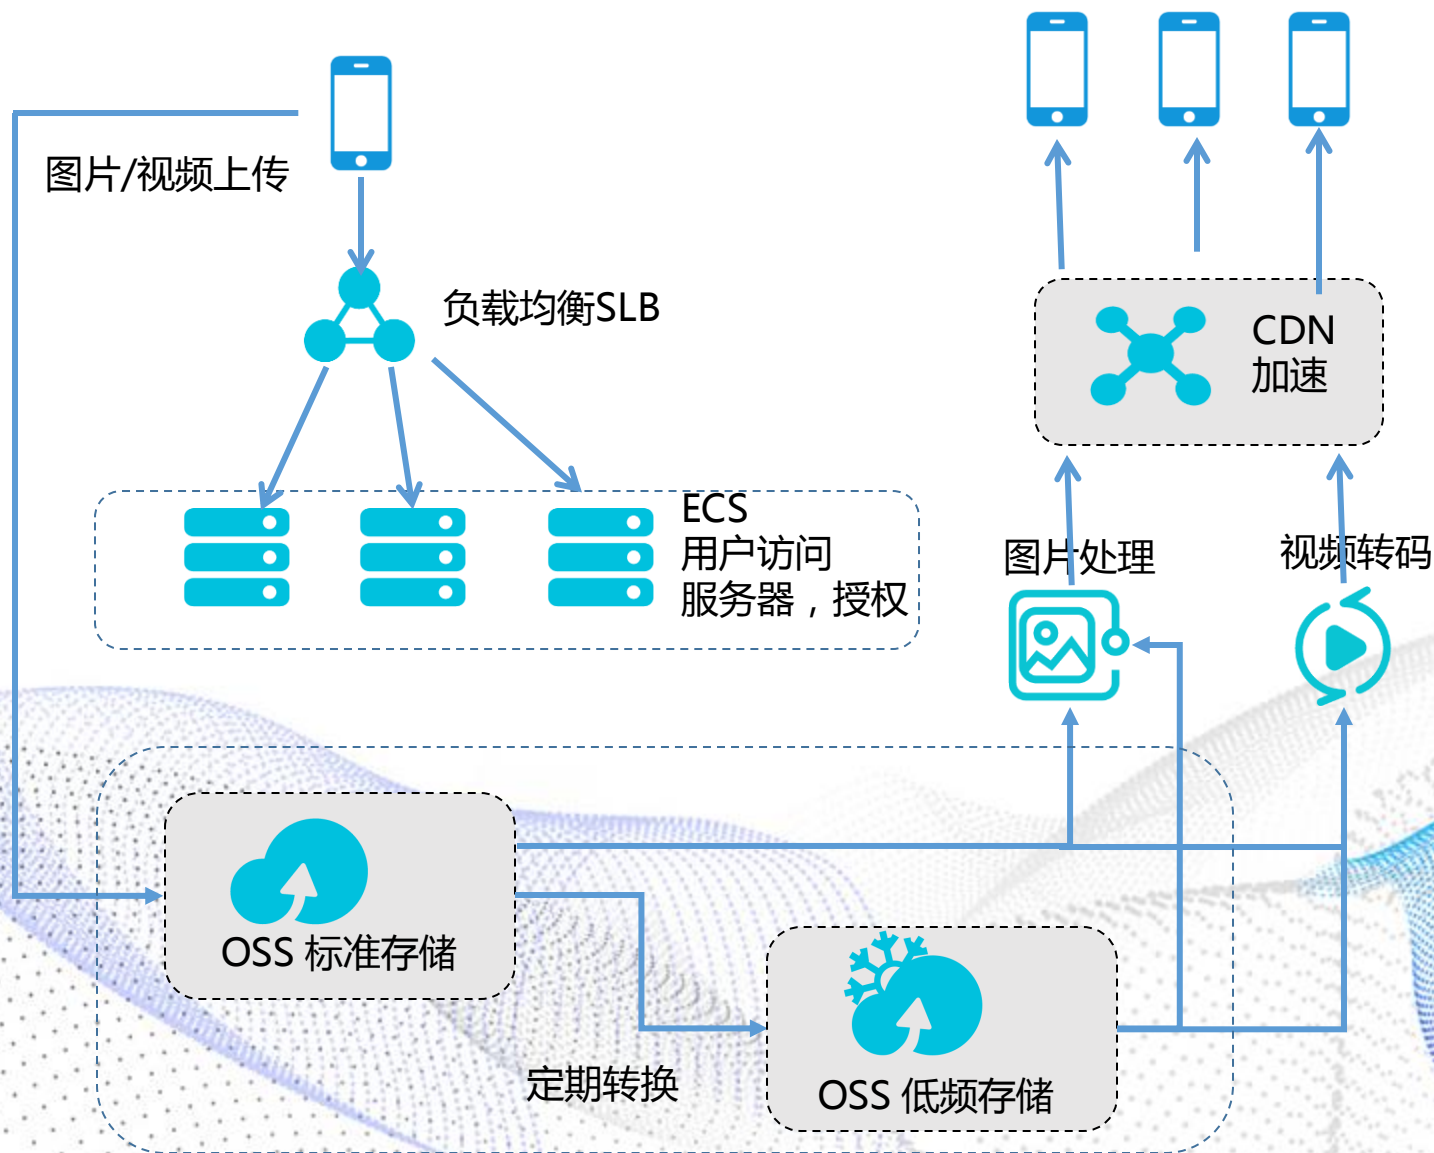 图片/视频上传
负载均衡SLB
CDN
加速
ECS
用户访问
服务器，授权
图片处理
视频转码
OSS 标准存储
定期转换
OSS 低频存储